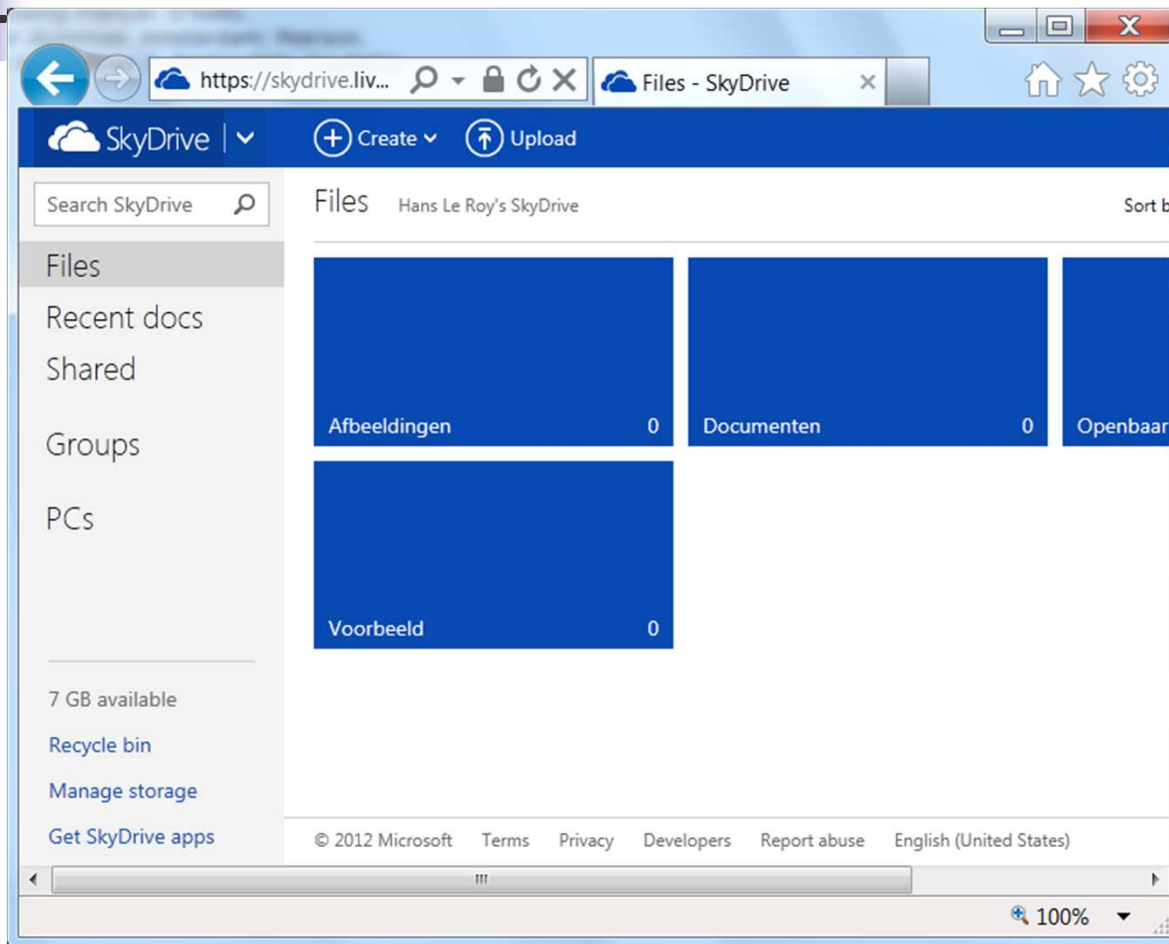 https://skydrive.liv...
Files - SkyDrive
SkyDrive
Create
Upload
Search SkyDrive
Files Hans Le Roy's SkyDrive
Sort b
Files
Recent docs
Shared
Groups
PCs
Afbeeldingen 0
Documenten 0
Openbaar
Voorbeeld 0
7 GB available
Recycle bin
Manage storage
Get SkyDrive apps
© 2012 Microsoft Terms Privacy Developers Report abuse English (United States)
100%